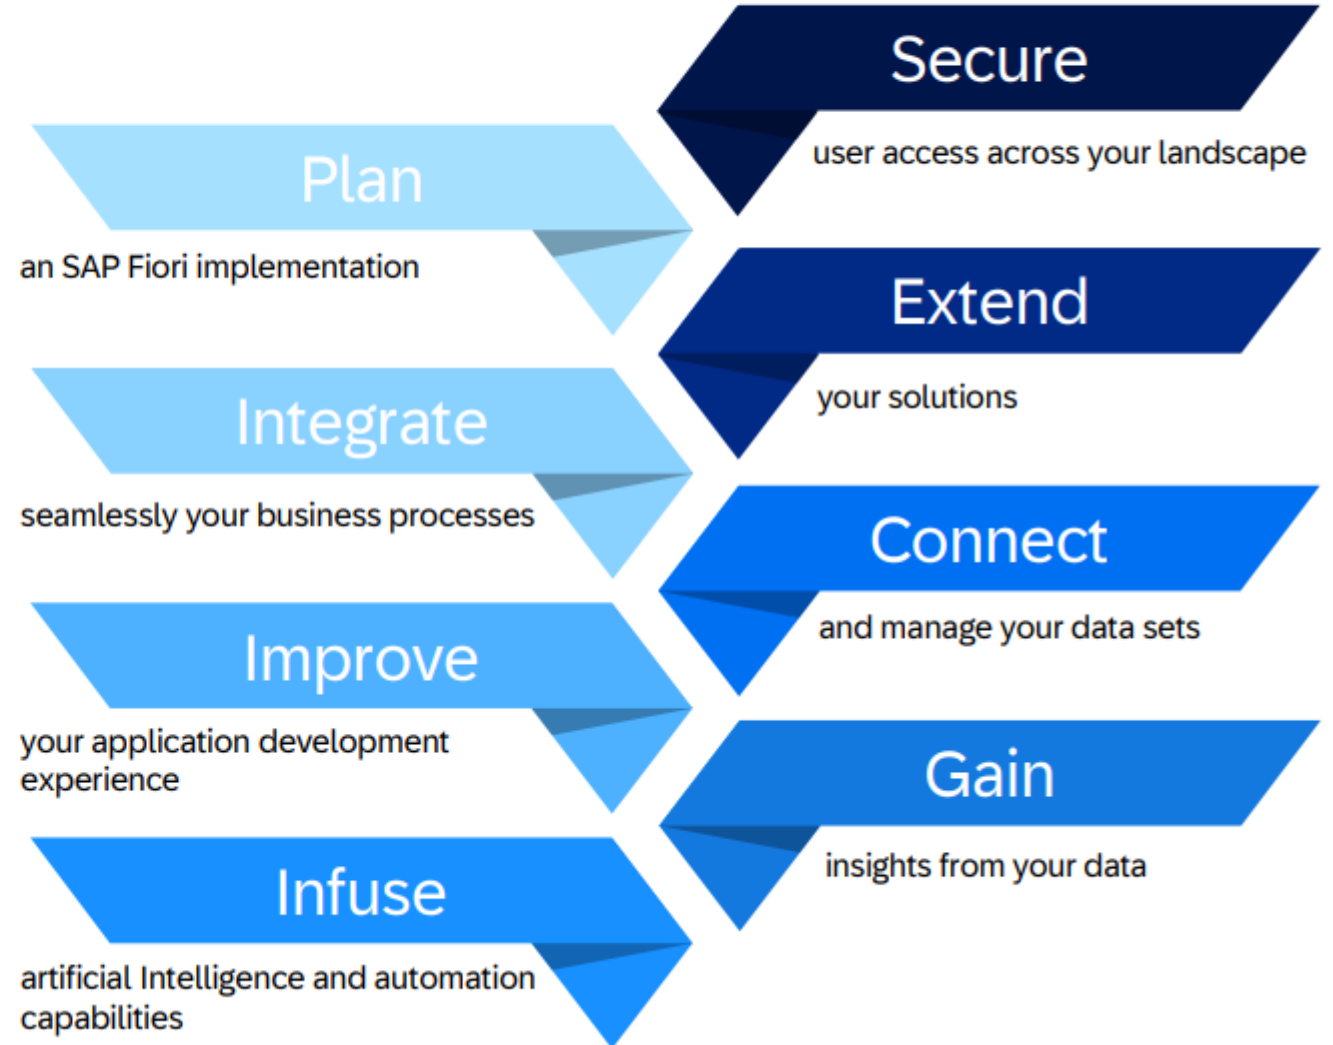 Secure
user access across your landscape
Plan
an SAP Fiori implementation
Extend
your solutions
Integrate
seamlessly your business processes
Connect
and manage your data sets
Improve
your application development
experience
Gain
insights from your data
Infuse
artificial Intelligence and automation
capabilities